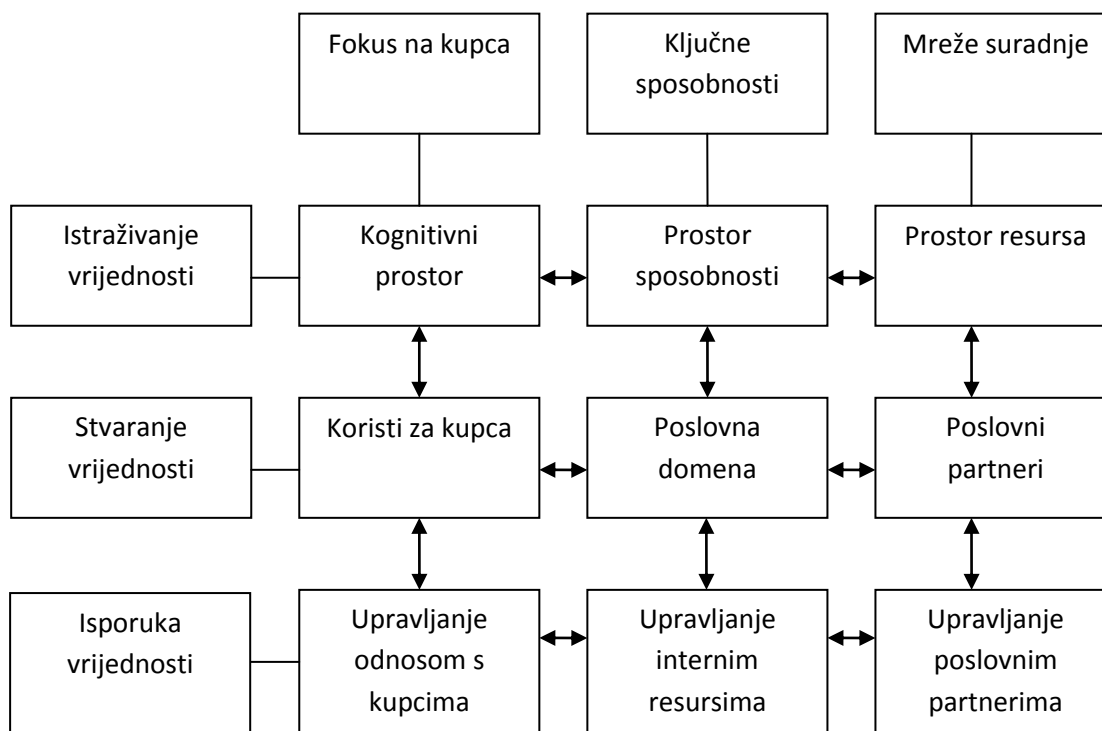 Fokus na kupca
Ključne
sposobnosti
Mreže suradnje
Istraživanje
vrijednosti
Kognitivni
prostor
Prostor
sposobnosti
Prostor resursa
Stvaranje
vrijednosti
Koristi za kupca
Poslovna
domena
Poslovni
partneri
Isporuka
vrijednosti
Upravljanje
odnosom s
kupcima
Upravljanje
internim
resursima
Upravljanje
poslovnim
partnerima